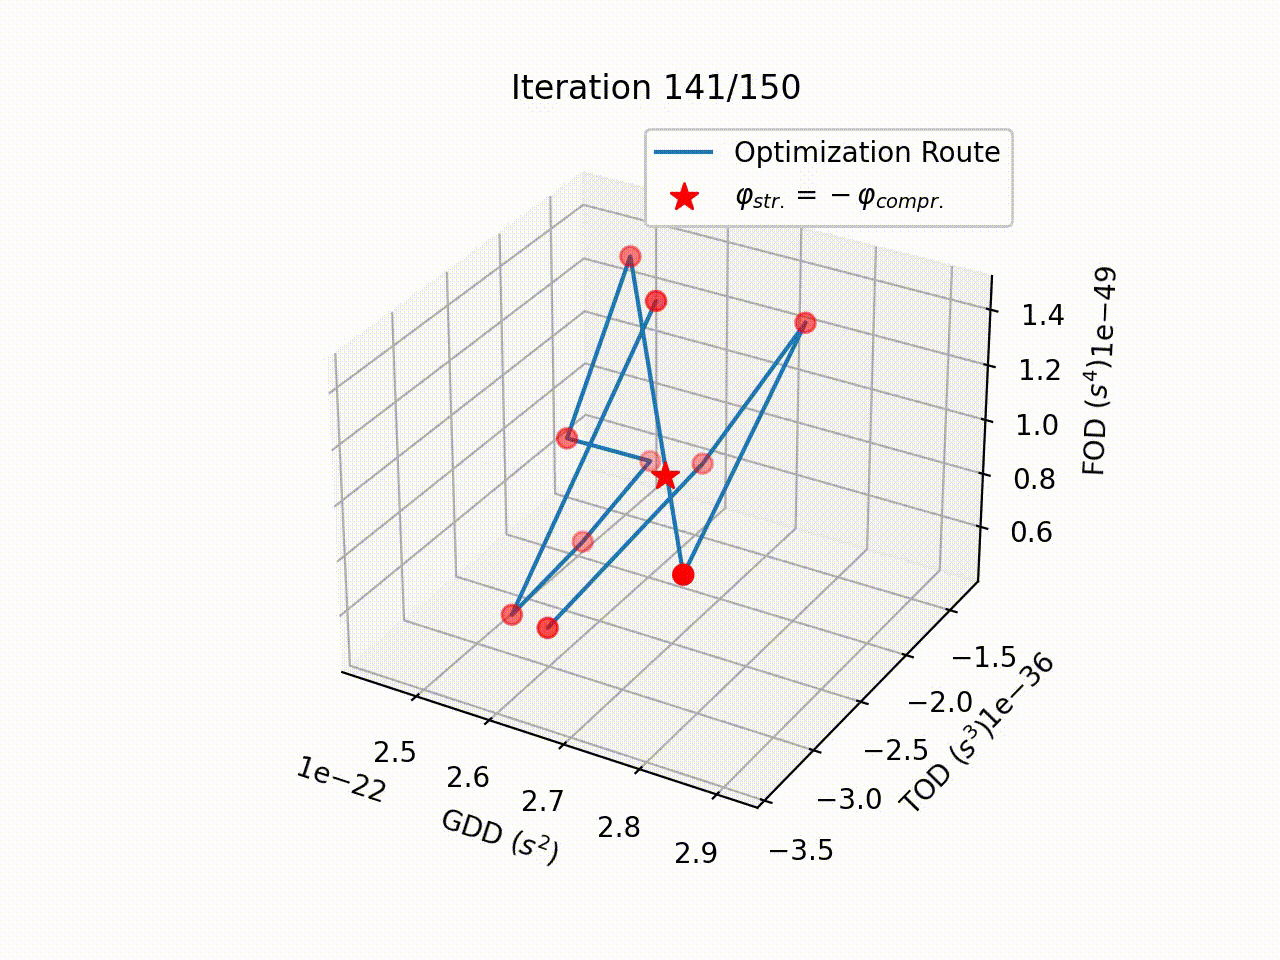 Iteration 141/150
Optimization Route
φstr. = −φcompr.
1.4
1.2
1.0
0.8
0.6
FOD (s⁴)1e−49
−1.5
−2.0
−2.5
−3.0
−3.5
TOD (s³)1e−36
2.5
2.6
2.7
2.8
2.9
1e−22
GDD (s²)